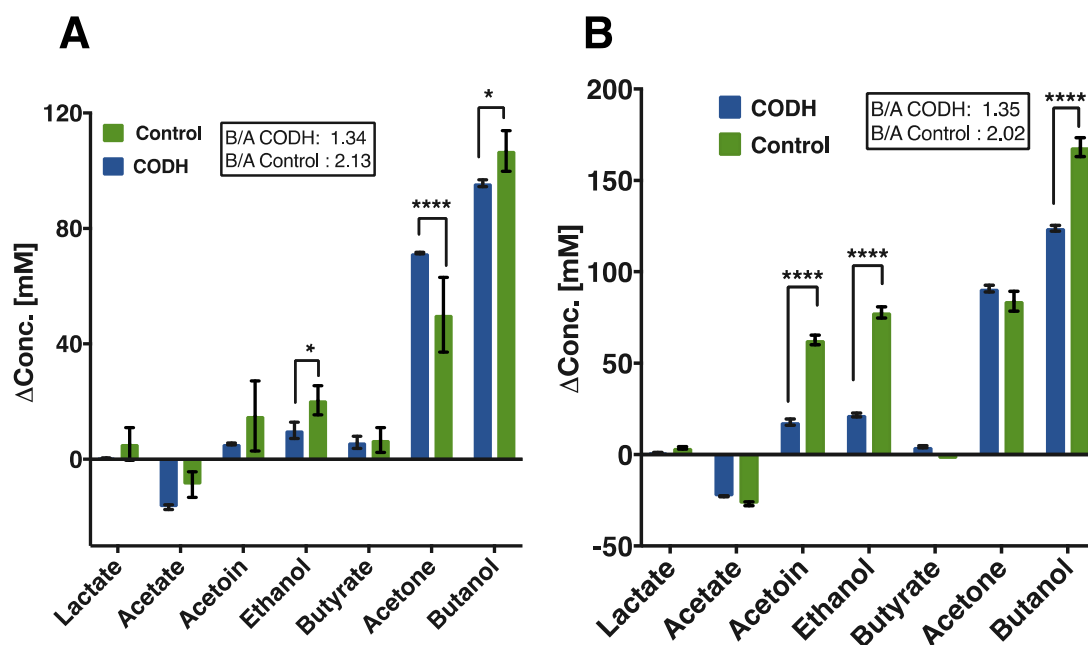 A
ΔConc. [mM]
120
80
40
0
Control
CODH
B/A CODH: 1.34
B/A Control : 2.13
*
****
*
Lactate
Acetate
Acetoin
Ethanol
Butyrate
Acetone
Butanol
B
ΔConc. [mM]
200
150
100
50
0
-50
CODH
Control
B/A CODH: 1.35
B/A Control : 2.02
****
****
****
Lactate
Acetate
Acetoin
Ethanol
Butyrate
Acetone
Butanol